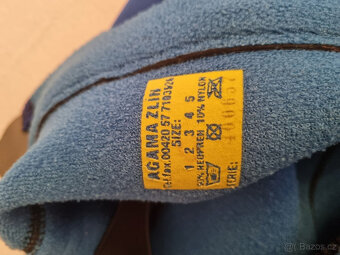 AGAMA ZLIN
Tel-fax.00420 57 7103924
SIZE:
1 2 3 4 5
90% NEOPREN 10% NYLON
SERIE:
bazos.cz